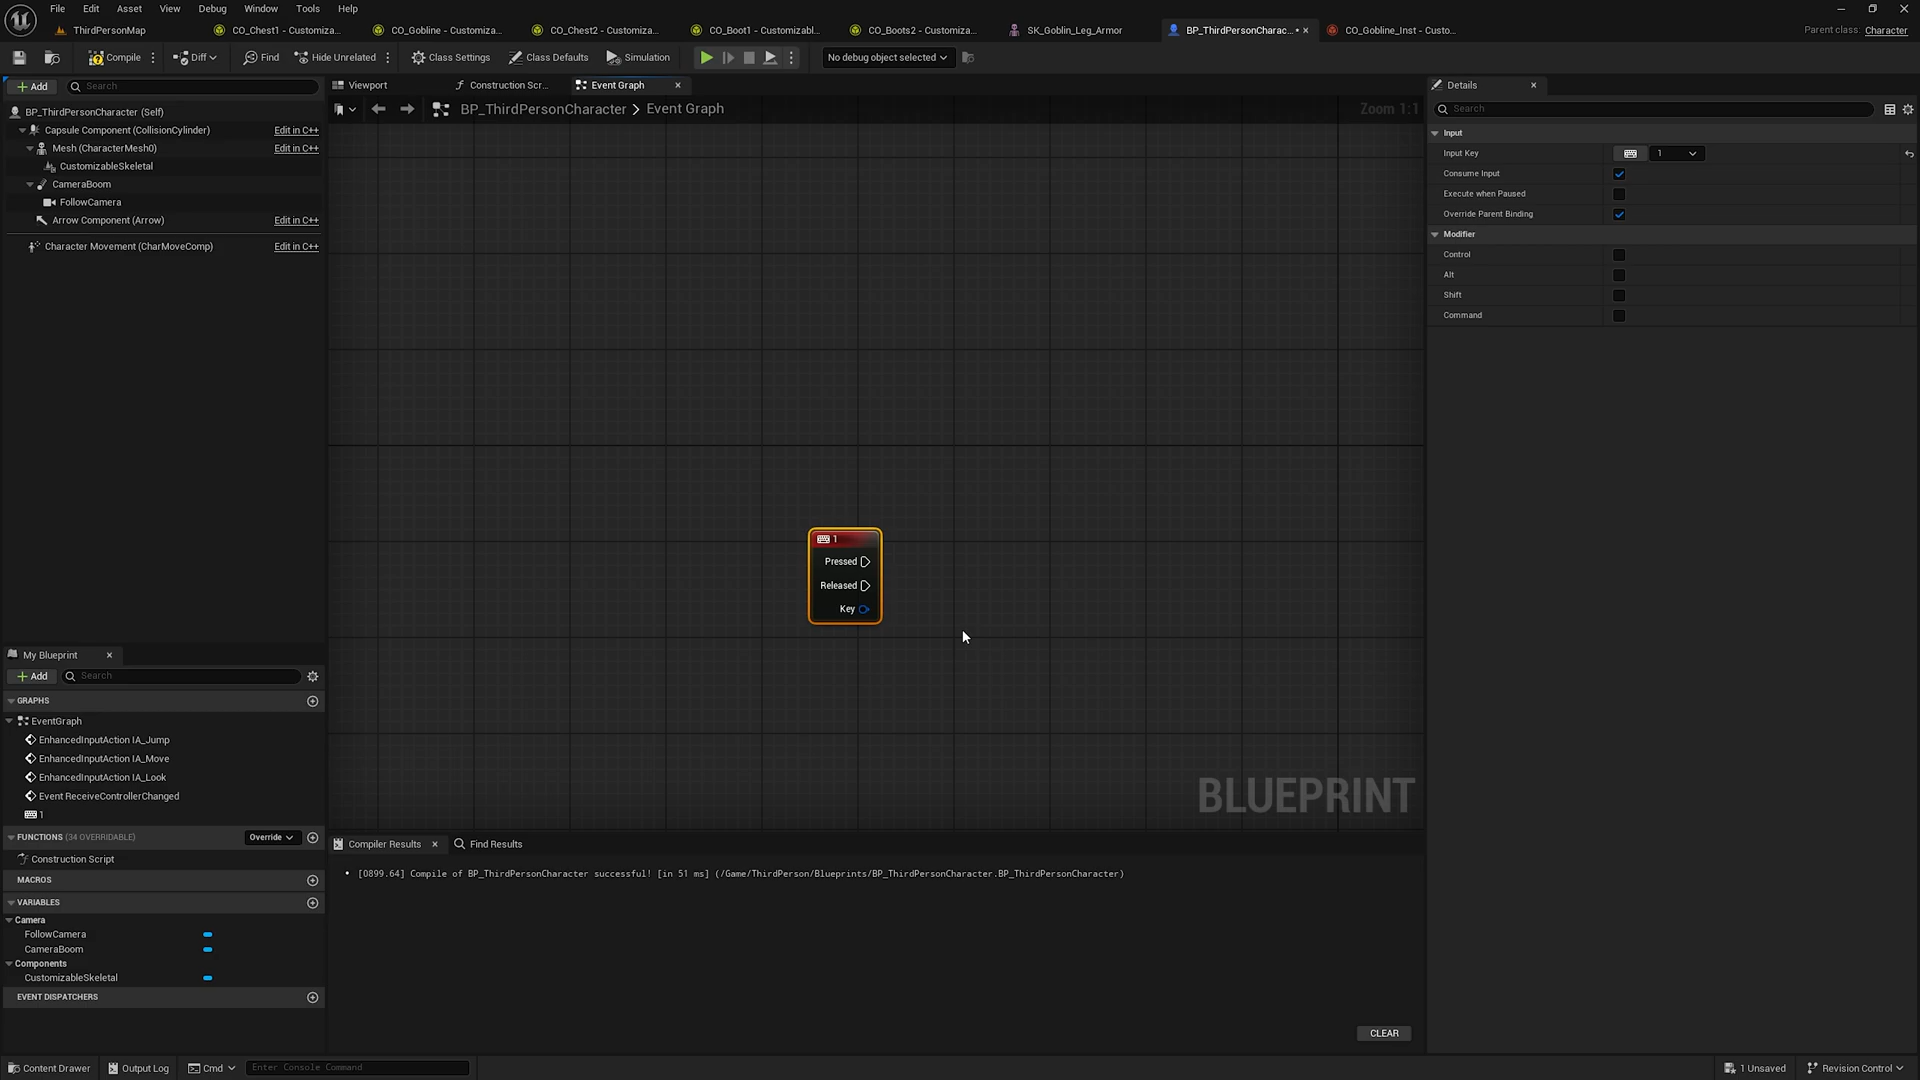 File Edit Asset View Debug Window Tools Help
ThirdPersonMap CO_Chest1 - Customiza... CO_Gobline - Customiza... CO_Chest2 - Customiza... CO_Boot1 - Customizabl... CO_Boots2 - Customiza... SK_Goblin_Leg_Armor BP_ThirdPersonCharac... • CO_Gobline_Inst - Custo... Parent class: Character
Compile Diff Find Hide Unrelated Class Settings Class Defaults Simulation No debug object selected
Add Search
BP_ThirdPersonCharacter (Self)
Capsule Component (CollisionCylinder) Edit in C++
Mesh (CharacterMesh0) Edit in C++
CustomizableSkeletal
CameraBoom
FollowCamera
Arrow Component (Arrow) Edit in C++
Character Movement (CharMoveComp) Edit in C++
My Blueprint
Add Search
GRAPHS
EventGraph
EnhancedInputAction IA_Jump
EnhancedInputAction IA_Move
EnhancedInputAction IA_Look
Event ReceiveControllerChanged
1
FUNCTIONS (34 OVERRIDABLE) Override
Construction Script
MACROS
VARIABLES
Camera
FollowCamera
CameraBoom
Components
CustomizableSkeletal
EVENT DISPATCHERS
Viewport Construction Scr... Event Graph
BP_ThirdPersonCharacter > Event Graph Zoom 1:1
1
Pressed
Released
Key
BLUEPRINT
Compiler Results Find Results
• [0899.64] Compile of BP_ThirdPersonCharacter successful! [in 51 ms] (/Game/ThirdPerson/Blueprints/BP_ThirdPersonCharacter.BP_ThirdPersonCharacter)
CLEAR
Details
Search
Input
Input Key 1
Consume Input
Execute when Paused
Override Parent Binding
Modifier
Control
Alt
Shift
Command
Content Drawer Output Log Cmd Enter Console Command 1 Unsaved Revision Control